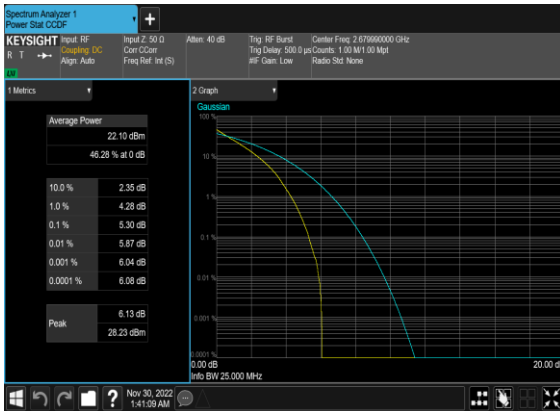 Spectrum Analyzer 1
Power Stat CCDF
KEYSIGHT
R T
LM
Input: RF
Coupling: DC
Align: Auto
Input Z: 50 Ω
Corr CCorr
Freq Ref: Int (S)
Atten: 40 dB
Trig: RF Burst
Trig Delay: 500.0 µs
#IF Gain: Low
Center Freq: 2.679990000 GHz
Counts: 1.00 M/1.00 Mpt
Radio Std: None
1 Metrics
Average Power
22.10 dBm
46.28 % at 0 dB
10.0 % 2.35 dB
1.0 % 4.28 dB
0.1 % 5.30 dB
0.01 % 5.87 dB
0.001 % 6.04 dB
0.0001 % 6.08 dB
Peak
6.13 dB
28.23 dBm
2 Graph
Gaussian
100 %
10 %
1 %
0.1 %
0.01 %
0.001 %
0.0001 %
0.00 dB
20.00 d
Info BW 25.000 MHz
?
Nov 30, 2022
1:41:09 AM